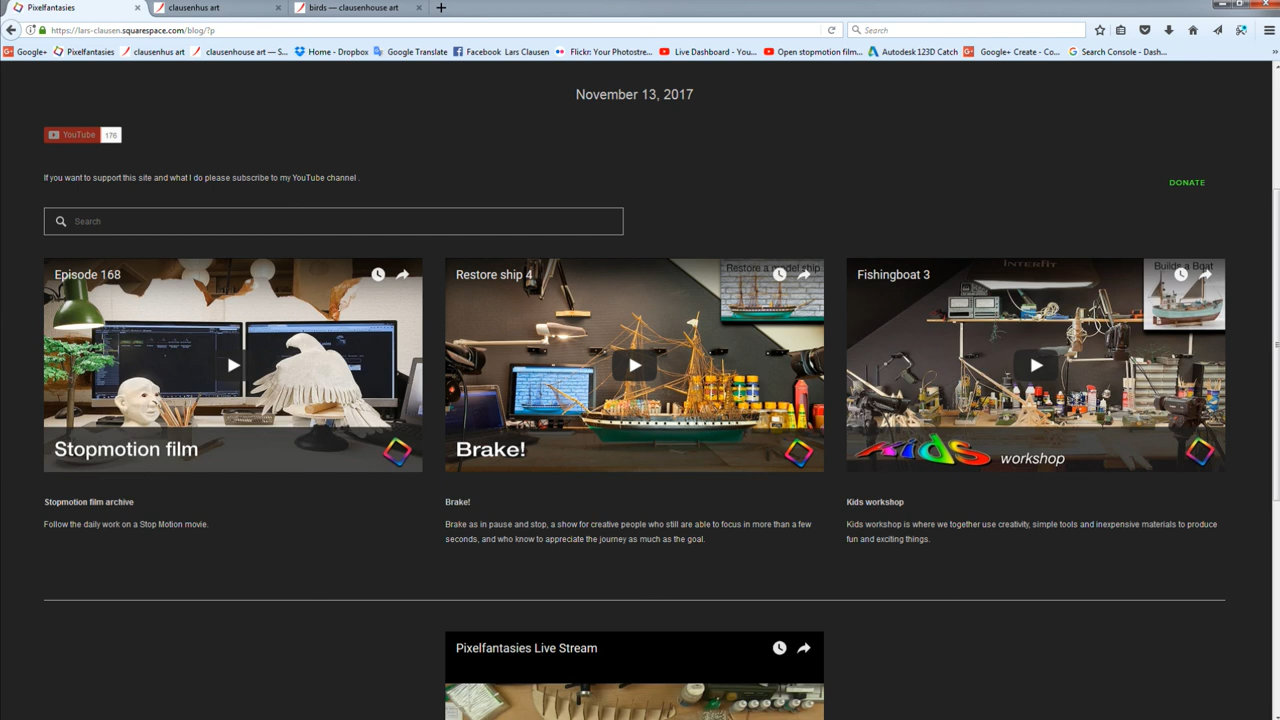 Pixelfantasies
clausenhus art
birds — clausenhouse art
https://lars-clausen.squarespace.com/blog/?p
Search
Google+
Pixelfantasies
clausenhus art
clausenhouse art — S...
Home - Dropbox
Google Translate
Facebook Lars Clausen
Flickr: Your Photostre...
Live Dashboard - You...
Open stopmotion film...
Autodesk 123D Catch
Google+ Create - Co...
Search Console - Dash...
November 13, 2017
YouTube 176
If you want to support this site and what I do please subscribe to my YouTube channel .
DONATE
Search
Episode 168
Stopmotion film
Restore ship 4
Restore a model ship
Brake!
Fishingboat 3
INTERFIT
Builds a Boat
kids workshop
Stopmotion film archive
Follow the daily work on a Stop Motion movie.
Brake!
Brake as in pause and stop, a show for creative people who still are able to focus in more than a few
seconds, and who know to appreciate the journey as much as the goal.
Kids workshop
Kids workshop is where we together use creativity, simple tools and inexpensive materials to produce
fun and exciting things.
Pixelfantasies Live Stream